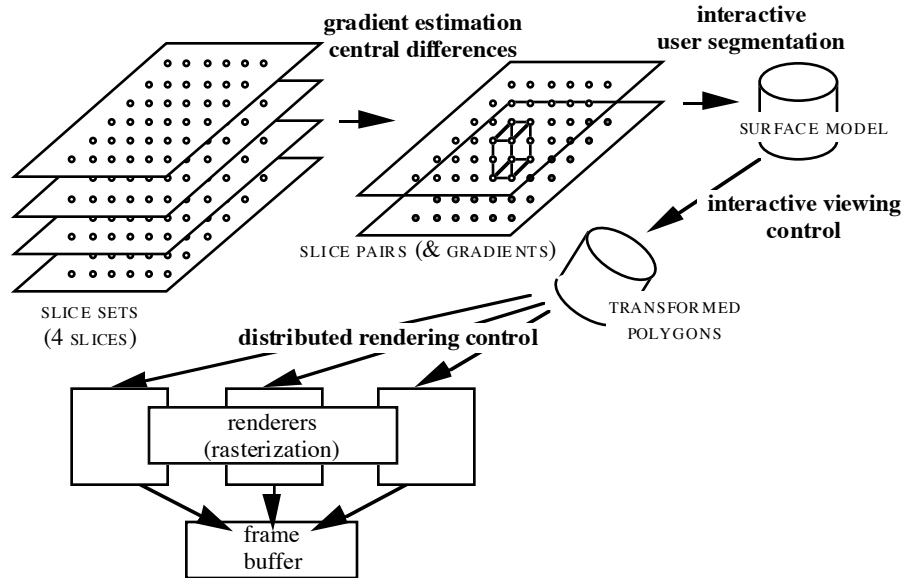 gradient estimation
central differences
interactive
user segmentation
SURFACE MODEL
interactive viewing
control
SLICE PAIRS (& GRADIENTS)
SLICE SETS
(4 SLICES)
TRANSFORMED
POLYGONS
distributed rendering control
renderers
(rasterization)
frame
buffer